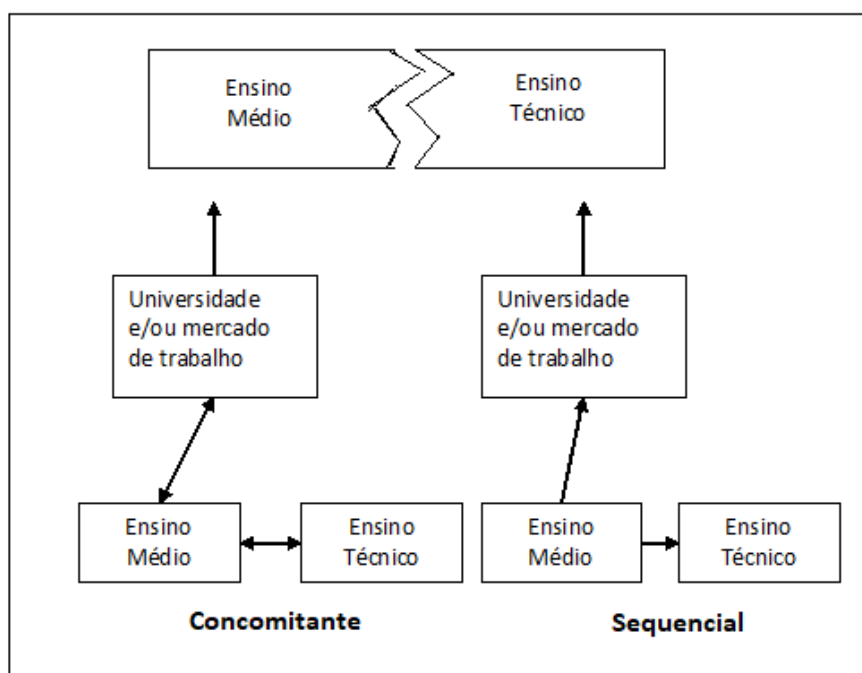 Ensino
Médio
Ensino
Técnico
Universidade
e/ou mercado
de trabalho
Universidade
e/ou mercado
de trabalho
Ensino
Médio
Ensino
Técnico
Ensino
Médio
Ensino
Técnico
Concomitante
Sequencial